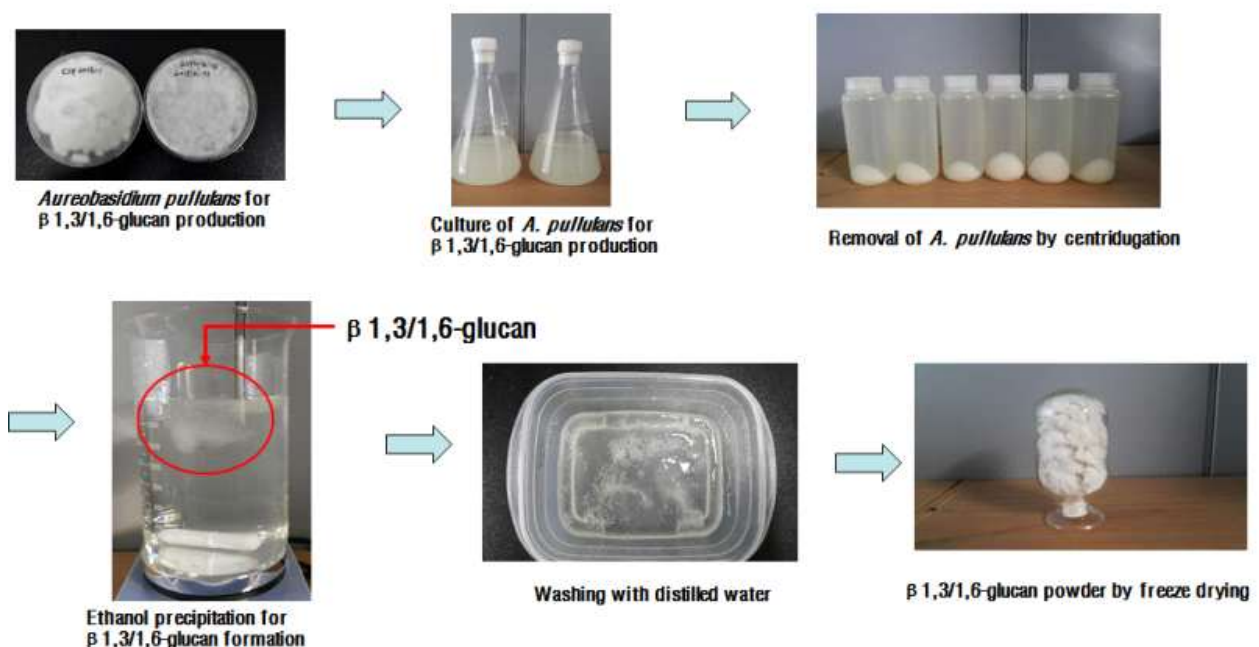 Aureobasidium pullulans for
β 1,3/1,6-glucan production
Culture of A. pullulans for
β 1,3/1,6-glucan production
Removal of A. pullulans by centridugation
β 1,3/1,6-glucan
Ethanol precipitation for
β 1,3/1,6-glucan formation
Washing with distilled water
β 1,3/1,6-glucan powder by freeze drying